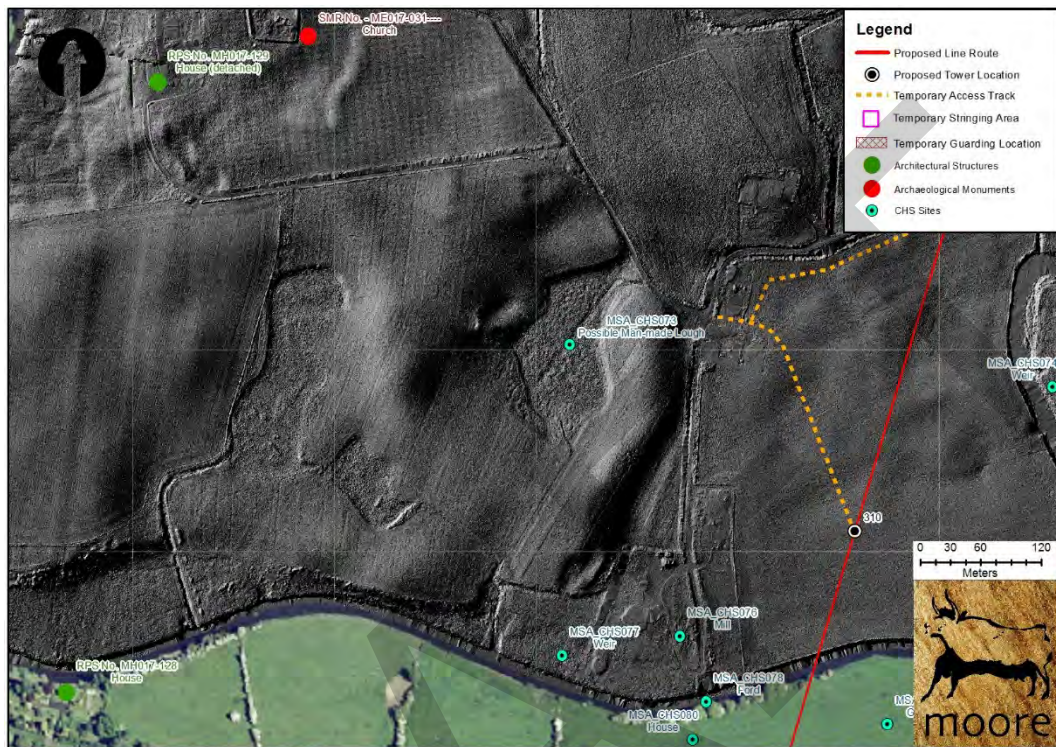 SMR No. - ME017-031----
Church
RPS No. MH017-129
House (detached)
Legend
Proposed Line Route
Proposed Tower Location
Temporary Access Track
Temporary Stringing Area
Temporary Guarding Location
Architectural Structures
Archaeological Monuments
CHS Sites
MSA_CHS073
Possible Man-made Lough
MSA_CHS074
Weir
310
0 30 60 120
Meters
MSA_CHS076
Mill
MSA_CHS077
Weir
RPS No. MH017-128
House
MSA_CHS078
Ford
MSA_CHS080
House
moore